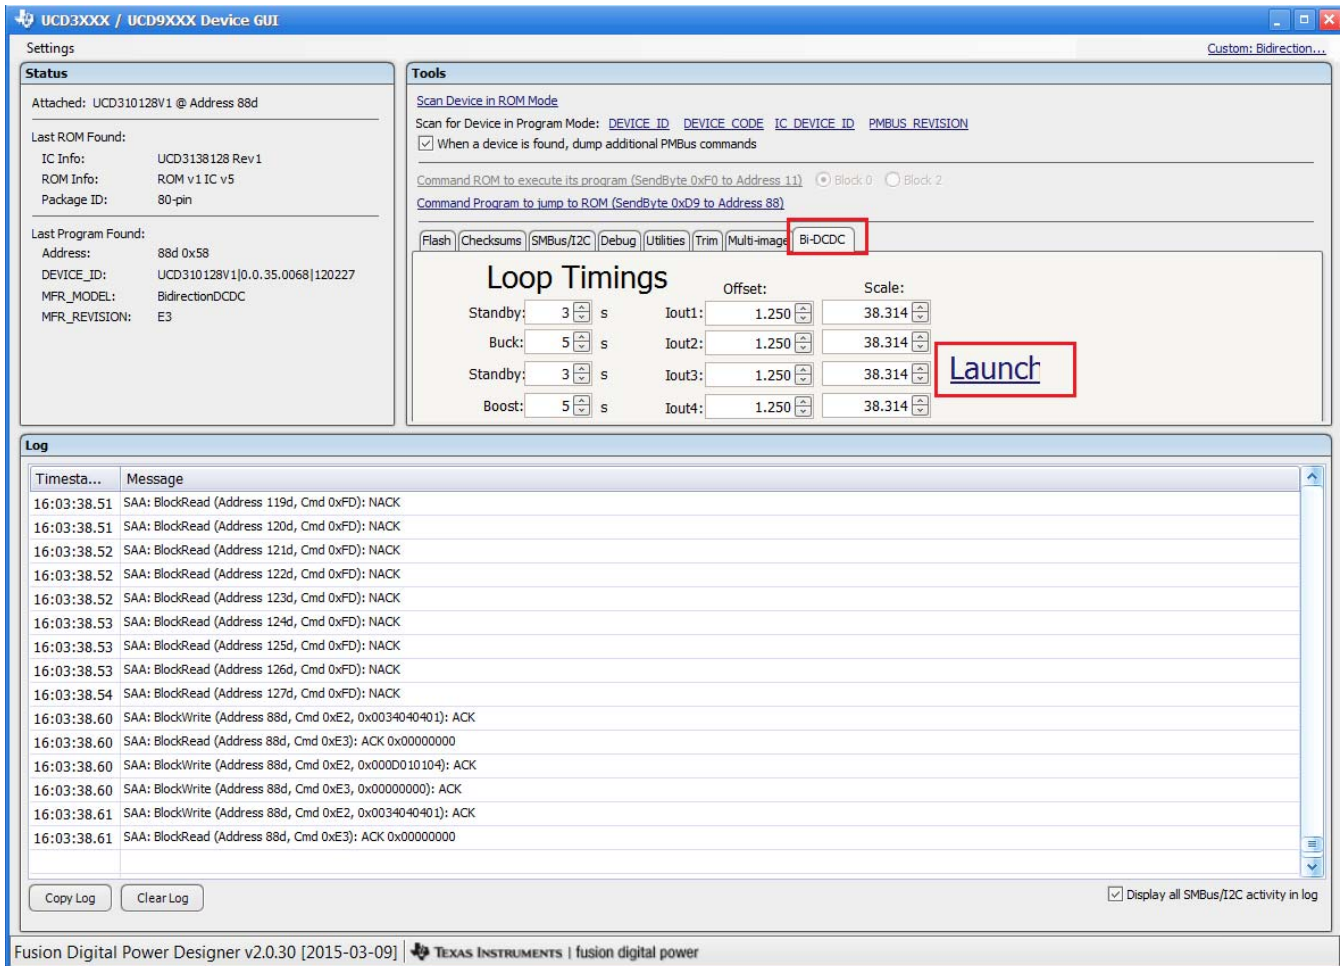 UCD3XXX / UCD9XXX Device GUI
Settings
Custom: Bidirection...
Status
Attached: UCD310128V1 @ Address 88d
Last ROM Found:
IC Info: UCD3138128 Rev1
ROM Info: ROM v1 IC v5
Package ID: 80-pin
Last Program Found:
Address: 88d 0x58
DEVICE_ID: UCD310128V1|0.0.35.0068|120227
MFR_MODEL: BidirectionDCDC
MFR_REVISION: E3
Tools
Scan Device in ROM Mode
Scan for Device in Program Mode: DEVICE_ID DEVICE_CODE IC_DEVICE_ID PMBUS_REVISION
When a device is found, dump additional PMBus commands
Command ROM to execute its program (SendByte 0xF0 to Address 11) Block 0 Block 2
Command Program to jump to ROM (SendByte 0xD9 to Address 88)
Flash Checksums SMBus/I2C Debug Utilities Trim Multi-image Bi-DCDC
Loop Timings Offset: Scale:
Standby: 3 s Iout1: 1.250 38.314
Buck: 5 s Iout2: 1.250 38.314
Standby: 3 s Iout3: 1.250 38.314
Boost: 5 s Iout4: 1.250 38.314
Launch
Log
Timesta... Message
16:03:38.51 SAA: BlockRead (Address 119d, Cmd 0xFD): NACK
16:03:38.51 SAA: BlockRead (Address 120d, Cmd 0xFD): NACK
16:03:38.52 SAA: BlockRead (Address 121d, Cmd 0xFD): NACK
16:03:38.52 SAA: BlockRead (Address 122d, Cmd 0xFD): NACK
16:03:38.52 SAA: BlockRead (Address 123d, Cmd 0xFD): NACK
16:03:38.53 SAA: BlockRead (Address 124d, Cmd 0xFD): NACK
16:03:38.53 SAA: BlockRead (Address 125d, Cmd 0xFD): NACK
16:03:38.53 SAA: BlockRead (Address 126d, Cmd 0xFD): NACK
16:03:38.54 SAA: BlockRead (Address 127d, Cmd 0xFD): NACK
16:03:38.60 SAA: BlockWrite (Address 88d, Cmd 0xE2, 0x0034040401): ACK
16:03:38.60 SAA: BlockRead (Address 88d, Cmd 0xE3): ACK 0x00000000
16:03:38.60 SAA: BlockWrite (Address 88d, Cmd 0xE2, 0x000D010104): ACK
16:03:38.60 SAA: BlockWrite (Address 88d, Cmd 0xE3, 0x00000000): ACK
16:03:38.61 SAA: BlockWrite (Address 88d, Cmd 0xE2, 0x0034040401): ACK
16:03:38.61 SAA: BlockRead (Address 88d, Cmd 0xE3): ACK 0x00000000
Copy Log Clear Log Display all SMBus/I2C activity in log
Fusion Digital Power Designer v2.0.30 [2015-03-09] TEXAS INSTRUMENTS | fusion digital power